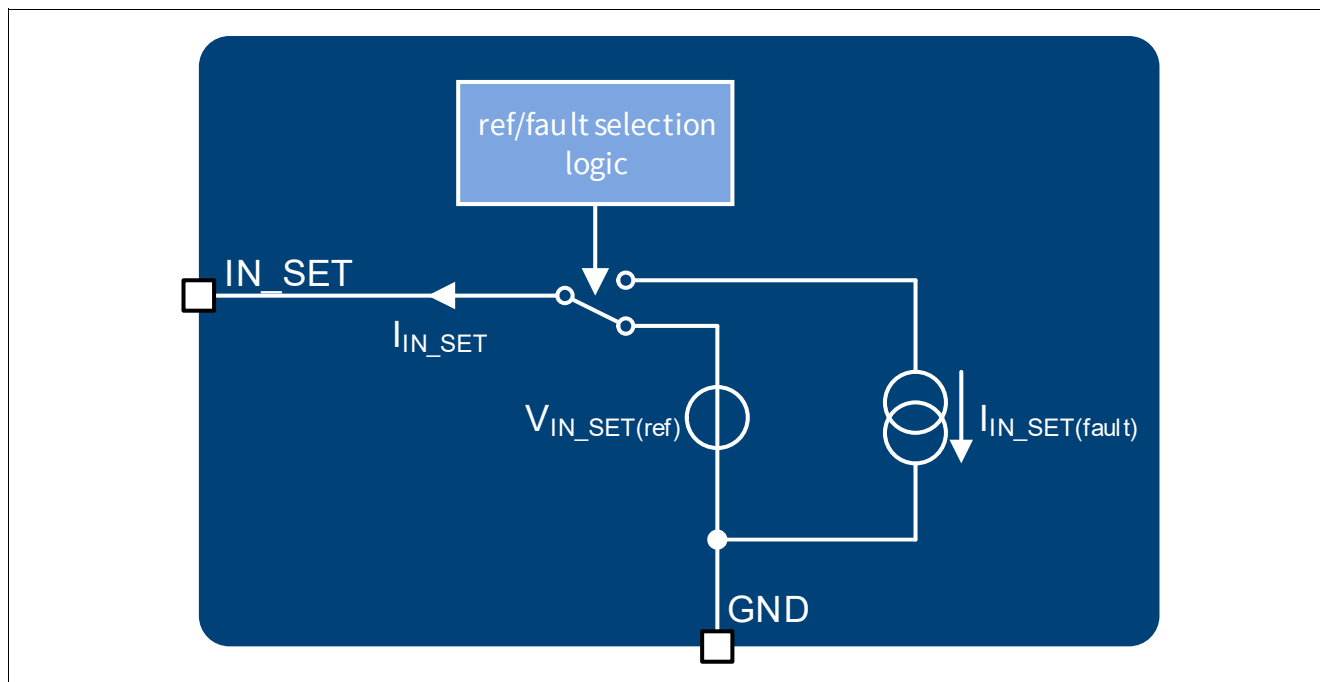 ref/fault selection
logic
IN_SET
I_IN_SET
V_IN_SET(ref)
I_IN_SET(fault)
GND